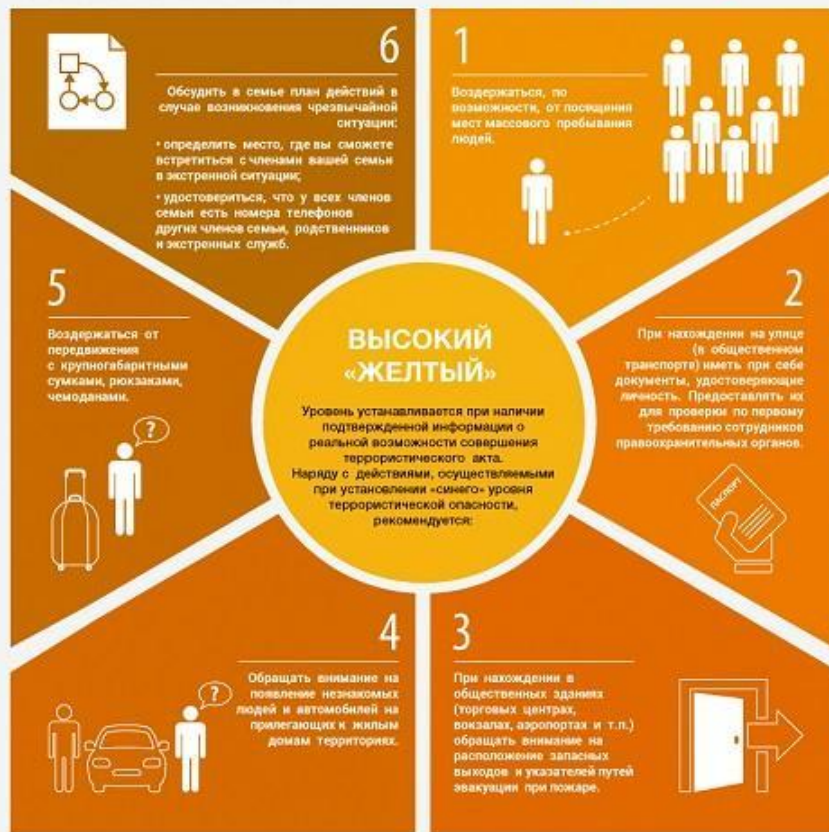 ВЫСОКИЙ
«ЖЕЛТЫЙ»
Уровень устанавливается при наличии
подтвержденной информации о
реальной возможности совершения
террористического акта.
Наряду с действиями, осуществляемыми
при установлении «синего» уровня
террористической опасности,
рекомендуется:
1
Воздержаться, по
возможности, от посещения
мест массового пребывания
людей.
2
При нахождении на улице
(в общественном
транспорте) иметь при себе
документы, удостоверяющие
личность. Предоставлять их
для проверки по первому
требованию сотрудников
правоохранительных органов.
ПАСПОРТ
3
При нахождении в
общественных зданиях
(торговых центрах,
вокзалах, аэропортах и т.п.)
обращать внимание на
расположение запасных
выходов и указателей путей
эвакуации при пожаре.
4
Обращать внимание на
появление незнакомых
людей и автомобилей на
прилегающих к жилым
домам территориях.
?
5
Воздержаться от
передвижения
с крупногабаритными
сумками, рюкзаками,
чемоданами.
?
6
Обсудить в семье план действий в
случае возникновения чрезвычайной
ситуации:
• определить место, где вы сможете
встретиться с членами вашей семьи
в экстренной ситуации;
• удостовериться, что у всех членов
семьи есть номера телефонов
других членов семьи, родственников
и экстренных служб.